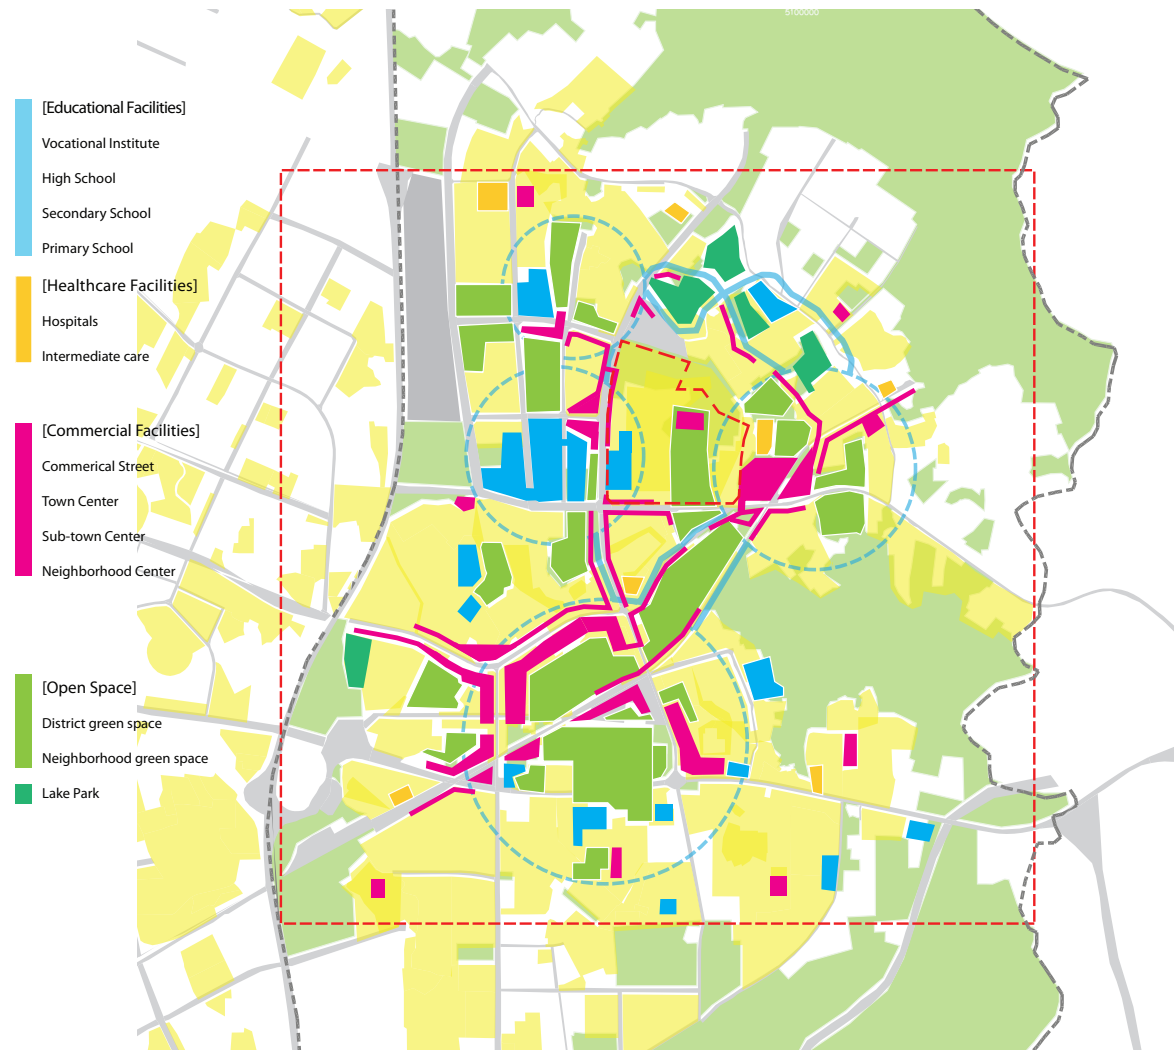 5100000
[Educational Facilities]
Vocational Institute
High School
Secondary School
Primary School
[Healthcare Facilities]
Hospitals
Intermediate care
[Commercial Facilities]
Commerical Street
Town Center
Sub-town Center
Neighborhood Center
[Open Space]
District green space
Neighborhood green space
Lake Park